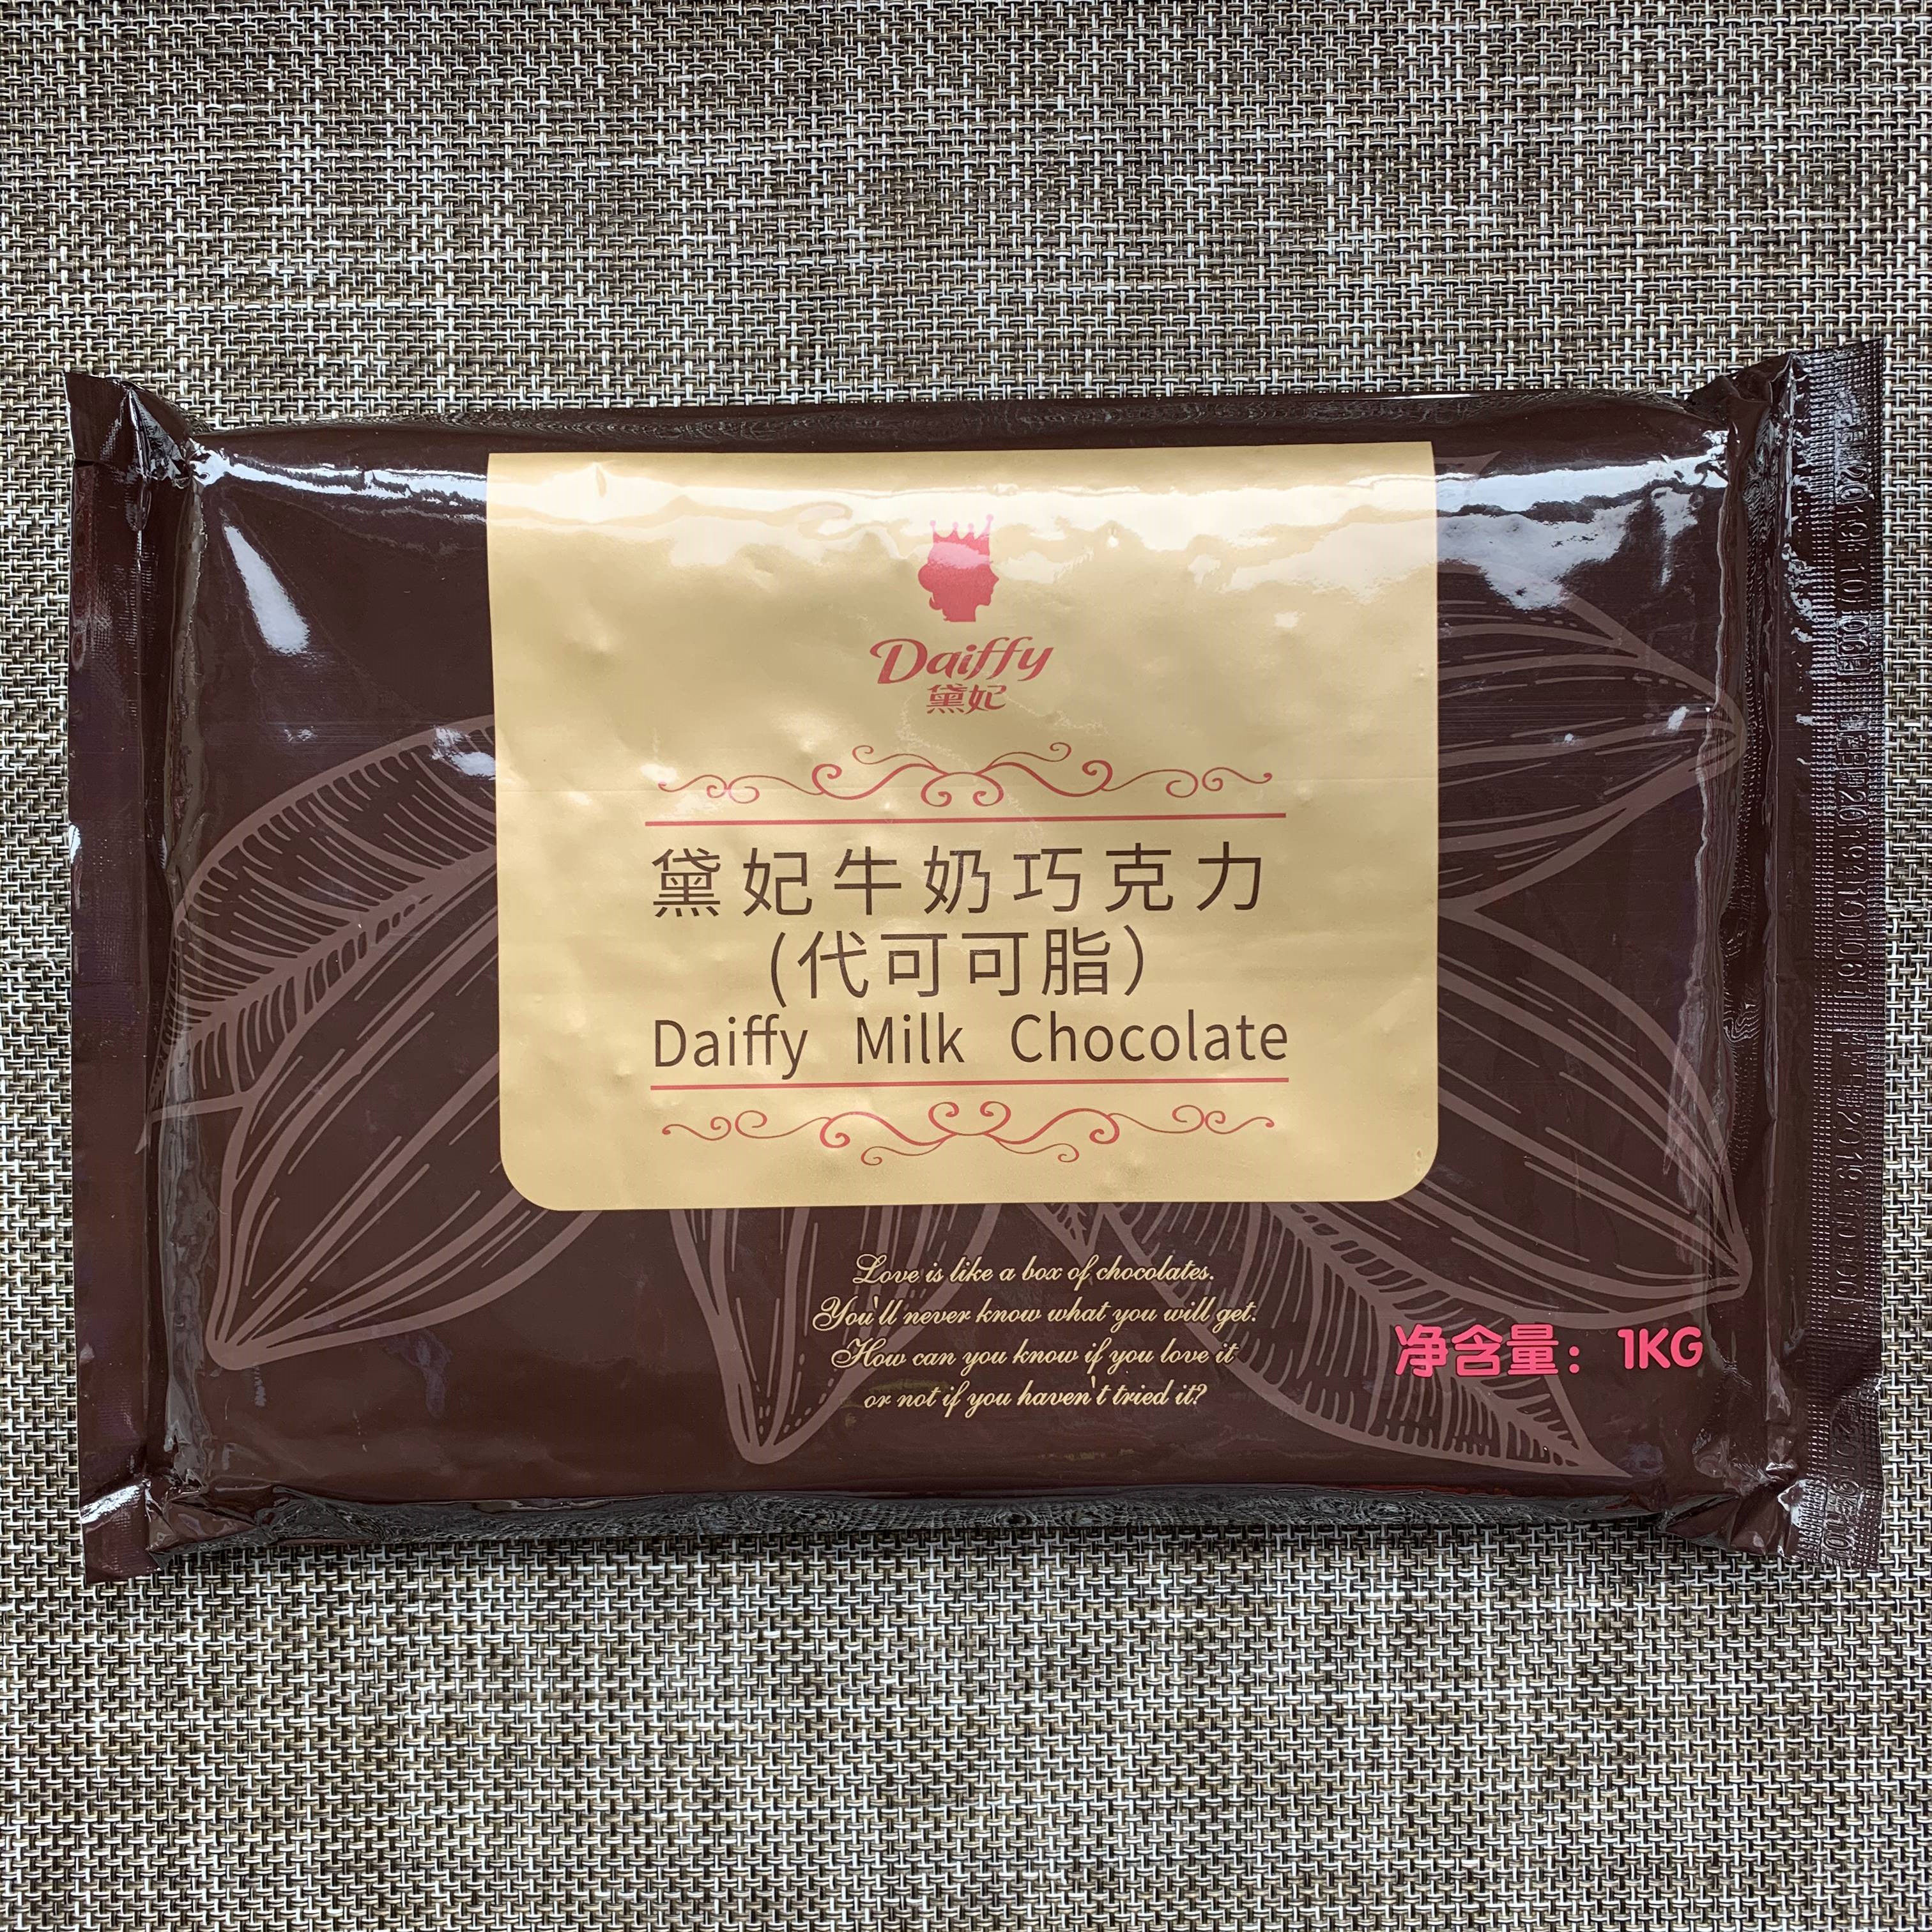 Daiffy
黛妃
黛妃牛奶巧克力
(代可可脂)
Daiffy Milk Chocolate
Love is like a box of chocolates.
You'll never know what you will get.
How can you know if you love it
or not if you haven't tried it?
净含量：1KG